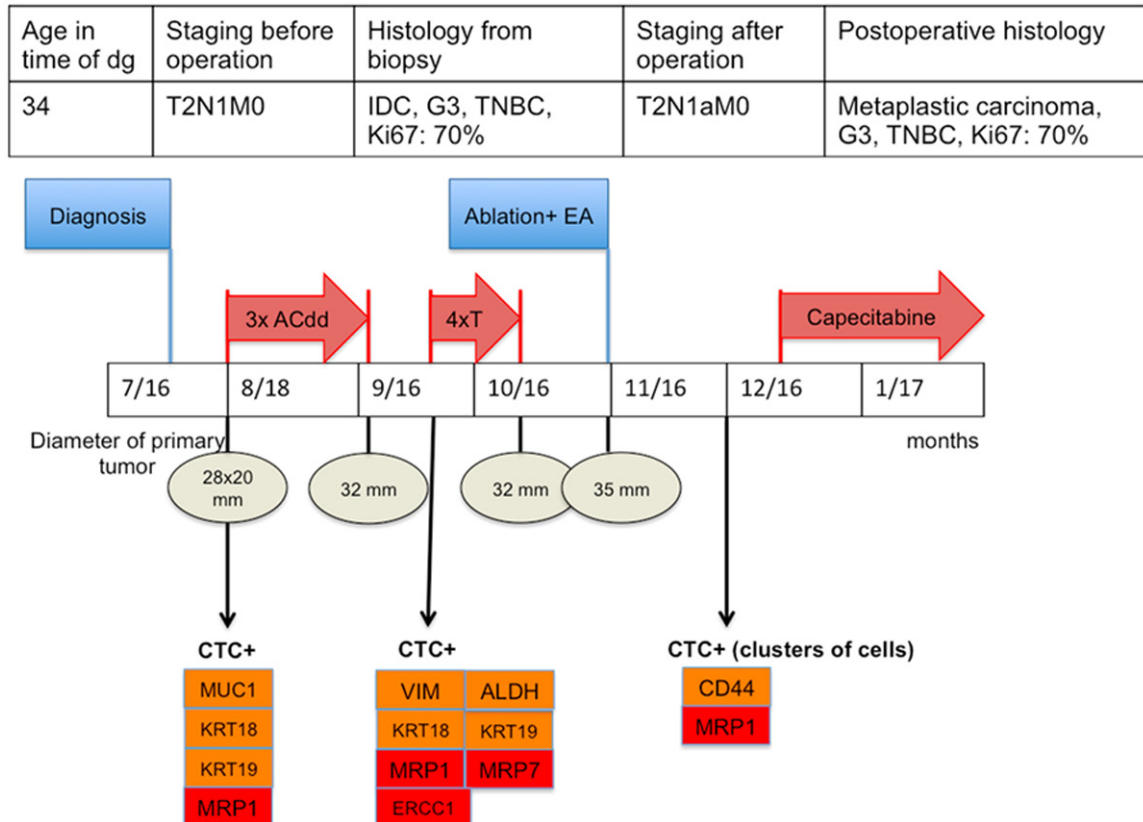 Age in time of dg
Staging before operation
Histology from biopsy
Staging after operation
Postoperative histology
34
T2N1M0
IDC, G3, TNBC,
Ki67: 70%
T2N1aM0
Metaplastic carcinoma,
G3, TNBC, Ki67: 70%
Diagnosis
Ablation+ EA
3x ACdd
4xT
Capecitabine
7/16
8/18
9/16
10/16
11/16
12/16
1/17
Diameter of primary
tumor
months
28x20
mm
32 mm
32 mm
35 mm
CTC+
CTC+
CTC+ (clusters of cells)
MUC1
KRT18
KRT19
MRP1
VIM
ALDH
KRT18
KRT19
MRP1
MRP7
ERCC1
CD44
MRP1